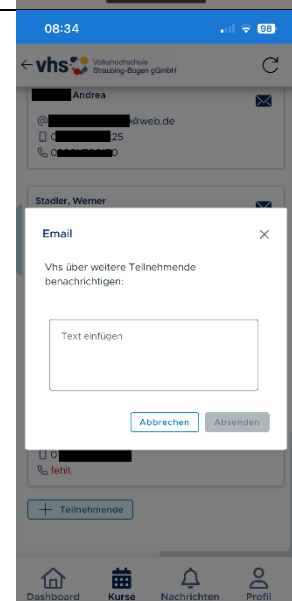 08:34
98
vhs
Volkshochschule
Straubing-Bogen gGmbH
Andrea
@web.de
25
Stadler, Werner
Email
Vhs über weitere Teilnehmende
benachrichtigen:
Text einfügen
Abbrechen Absenden
fehlt
+ Teilnehmende
Dashboard Kurse Nachrichten Profil